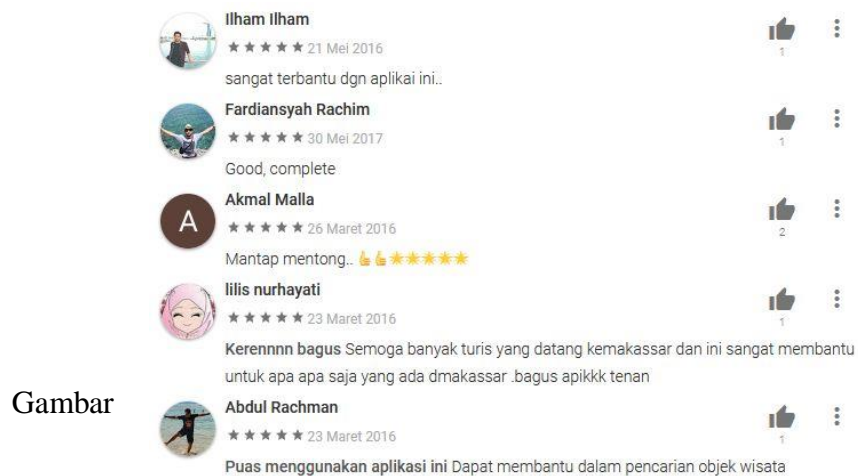 Ilham Ilham
★★★★★ 21 Mei 2016
1
sangat terbantu dgn aplikai ini..
Fardiansyah Rachim
★★★★★ 30 Mei 2017
1
Good, complete
Akmal Malla
A
★★★★★ 26 Maret 2016
2
Mantap mentong.. 👍👍⭐⭐⭐⭐⭐
lilis nurhayati
★★★★★ 23 Maret 2016
1
Kerennnn bagus Semoga banyak turis yang datang kemakassar dan ini sangat membantu
untuk apa apa saja yang ada dmakassar .bagus apikkk tenan
Gambar
Abdul Rachman
★★★★★ 23 Maret 2016
1
Puas menggunakan aplikasi ini Dapat membantu dalam pencarian objek wisata